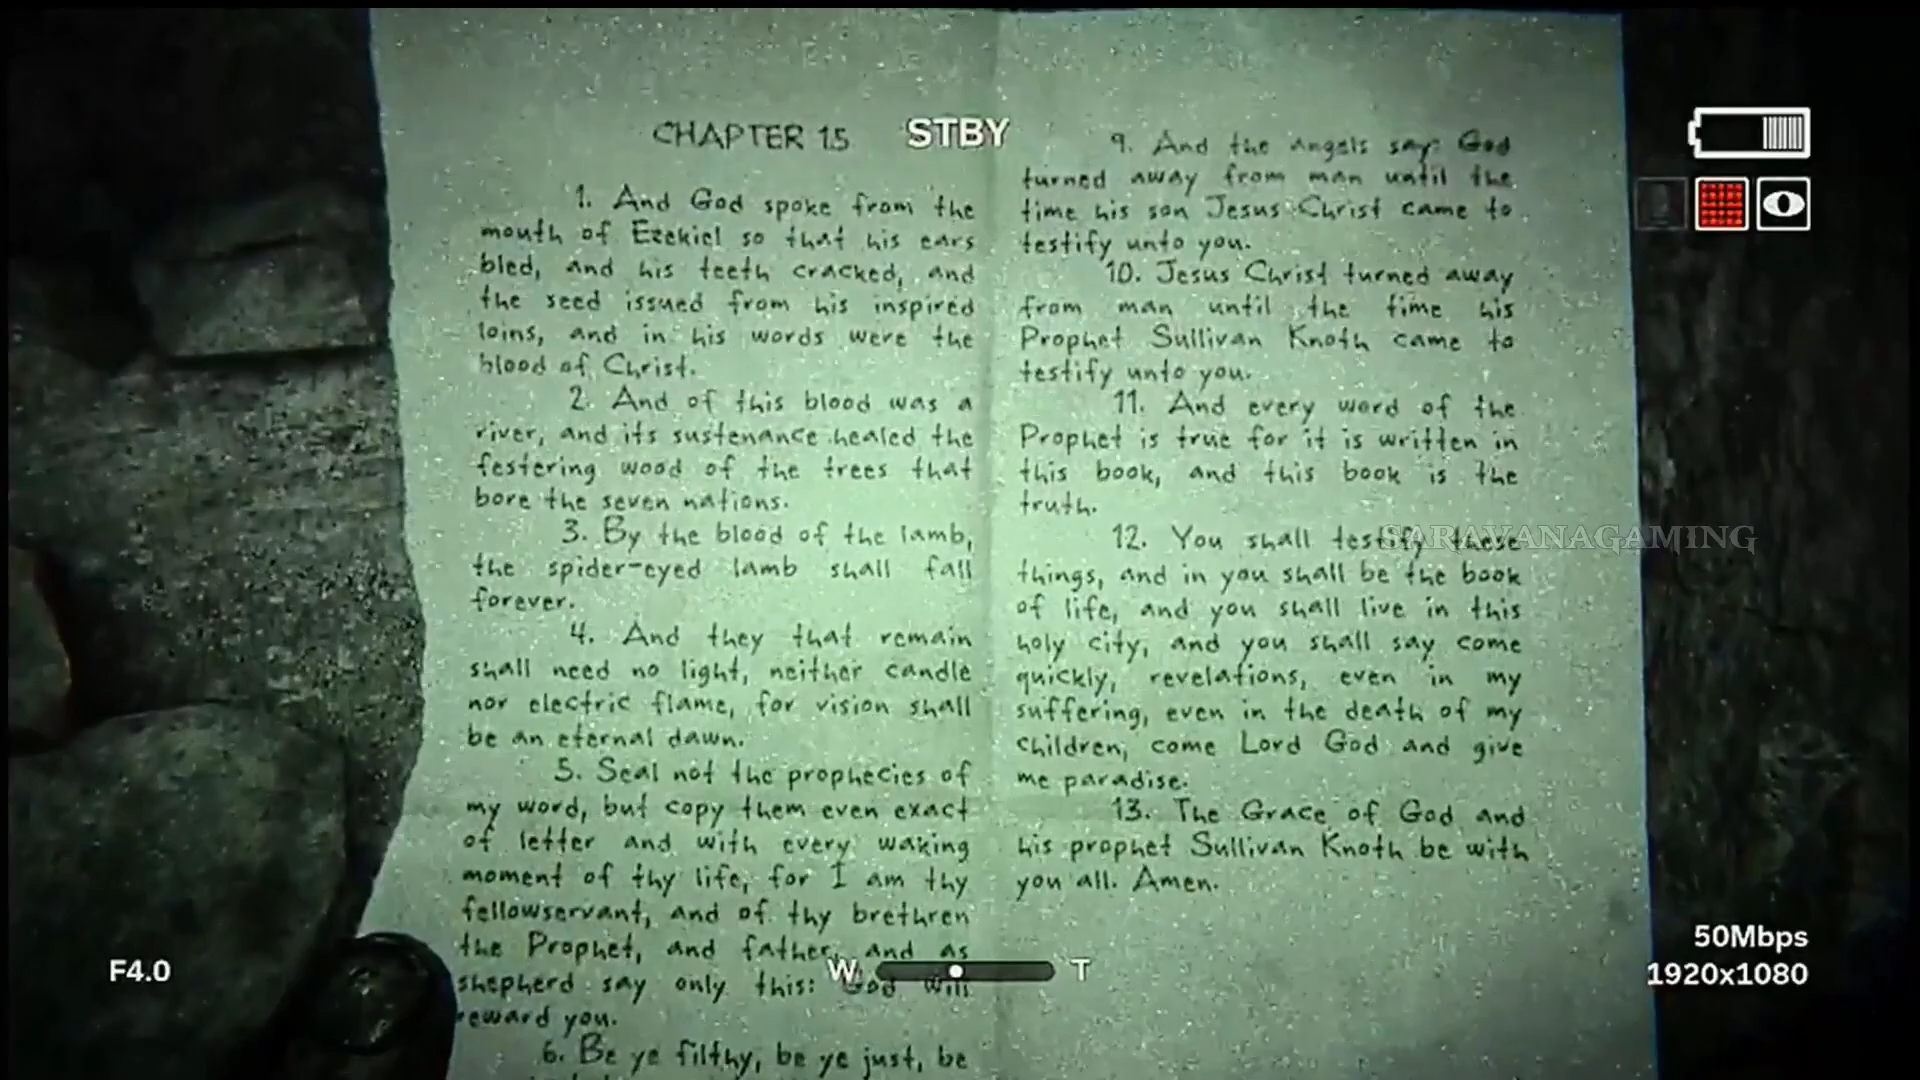 CHAPTER 15
STBY
1. And God spoke from the
mouth of Ezekiel so that his ears
bled, and his teeth cracked, and
the seed issued from his inspired
loins, and in his words were the
blood of Christ.
2. And of this blood was a
river, and its sustenance healed the
festering wood of the trees that
bore the seven nations.
3. By the blood of the lamb,
the spider-eyed lamb shall fall
forever.
4. And they that remain
shall need no light, neither candle
nor electric flame, for vision shall
be an eternal dawn.
5. Seal not the prophecies of
my word, but copy them even exact
of letter and with every waking
moment of thy life, for I am thy
fellowservant, and of thy brethren
the Prophet, and father, and as
shepherd say only this: God will
reward you.
6. Be ye filthy, be ye just, be
9. And the angels say: God
turned away from man until the
time his son Jesus Christ came to
testify unto you.
10. Jesus Christ turned away
from man until the time his
Prophet Sullivan Knoth came to
testify unto you.
11. And every word of the
Prophet is true for it is written in
this book, and this book is the
truth.
12. You shall testify these
things, and in you shall be the book
of life, and you shall live in this
holy city, and you shall say come
quickly, revelations, even in my
suffering, even in the death of my
children, come Lord God and give
me paradise.
13. The Grace of God and
his prophet Sullivan Knoth be with
you all. Amen.
SARAVANAGAMING
F4.0
W T
50Mbps
1920x1080